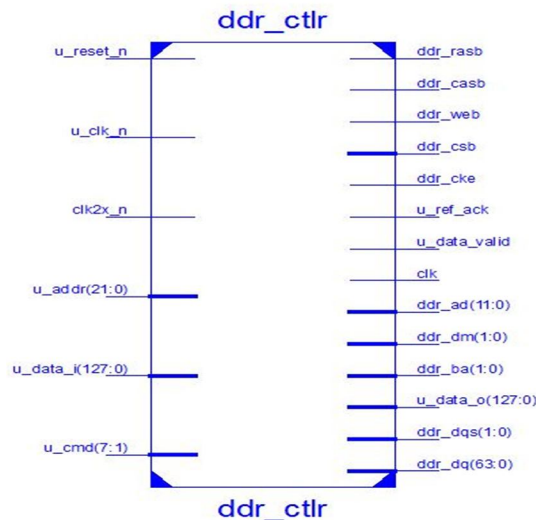 ddr_ctlr
u_reset_n
u_clk_n
clk2x_n
u_addr(21:0)
u_data_i(127:0)
u_cmd(7:1)
ddr_rasb
ddr_casb
ddr_web
ddr_csb
ddr_cke
u_ref_ack
u_data_valid
clk
ddr_ad(11:0)
ddr_dm(1:0)
ddr_ba(1:0)
u_data_o(127:0)
ddr_dqs(1:0)
ddr_dq(63:0)
ddr_ctlr